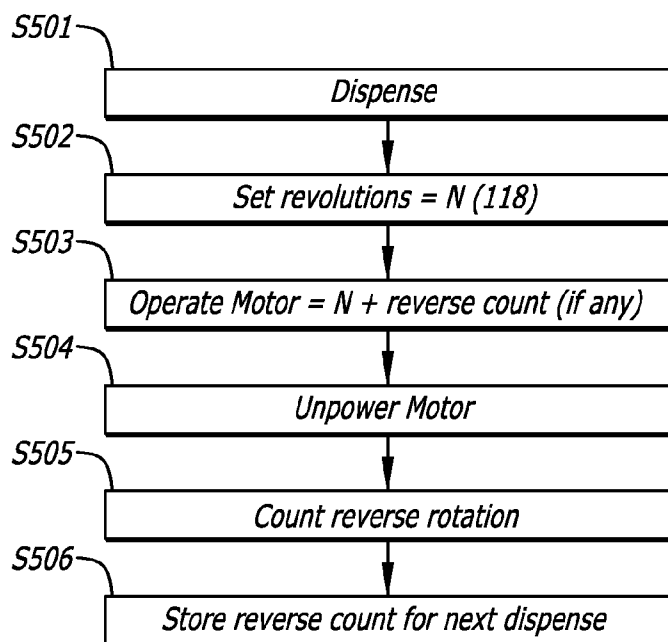 S501
Dispense
S502
Set revolutions = N (118)
S503
Operate Motor = N + reverse count (if any)
S504
Unpower Motor
S505
Count reverse rotation
S506
Store reverse count for next dispense